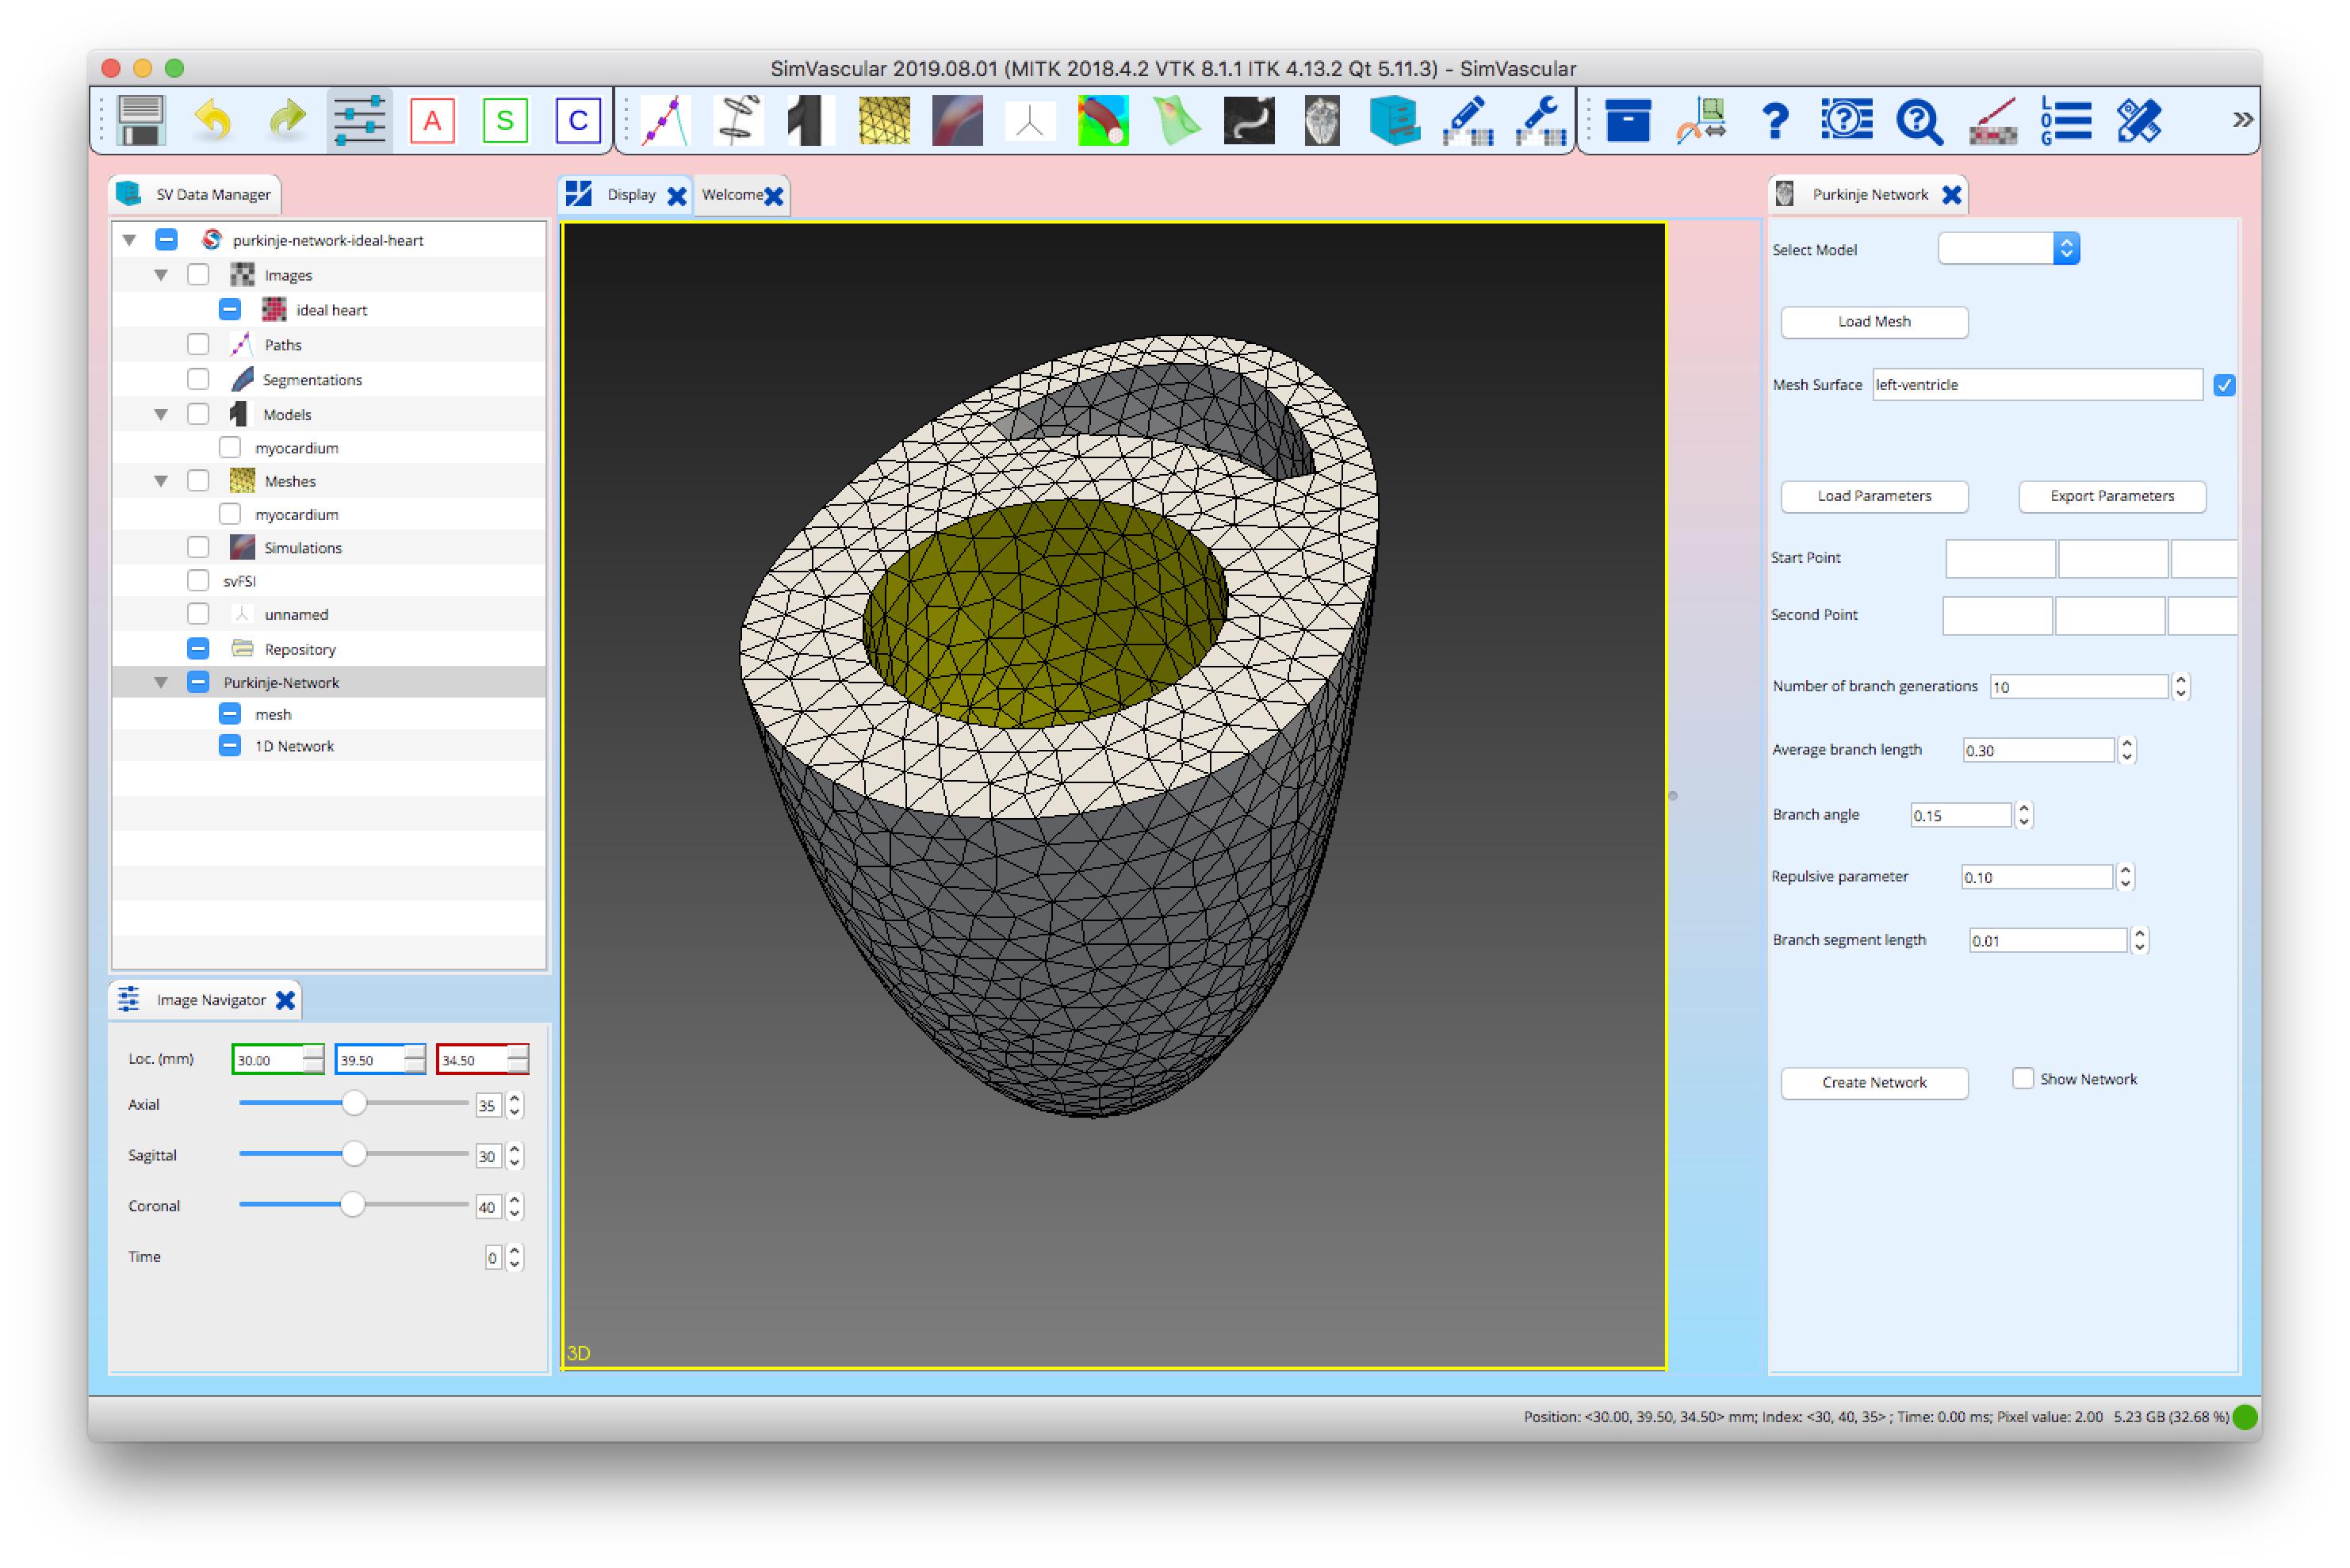 SimVascular 2019.08.01 (MITK 2018.4.2 VTK 8.1.1 ITK 4.13.2 Qt 5.11.3) - SimVascular
A S C
LOG
»
SV Data Manager
purkinje-network-ideal-heart
Images
ideal heart
Paths
Segmentations
Models
myocardium
Meshes
myocardium
Simulations
svFSI
unnamed
Repository
Purkinje-Network
mesh
1D Network
Image Navigator
Loc. (mm) 30.00 39.50 34.50
Axial 35
Sagittal 30
Coronal 40
Time 0
Display Welcome
3D
Purkinje Network
Select Model
Load Mesh
Mesh Surface left-ventricle
Load Parameters Export Parameters
Start Point
Second Point
Number of branch generations 10
Average branch length 0.30
Branch angle 0.15
Repulsive parameter 0.10
Branch segment length 0.01
Create Network Show Network
Position: <30.00, 39.50, 34.50> mm; Index: <30, 40, 35> ; Time: 0.00 ms; Pixel value: 2.00 5.23 GB (32.68 %)